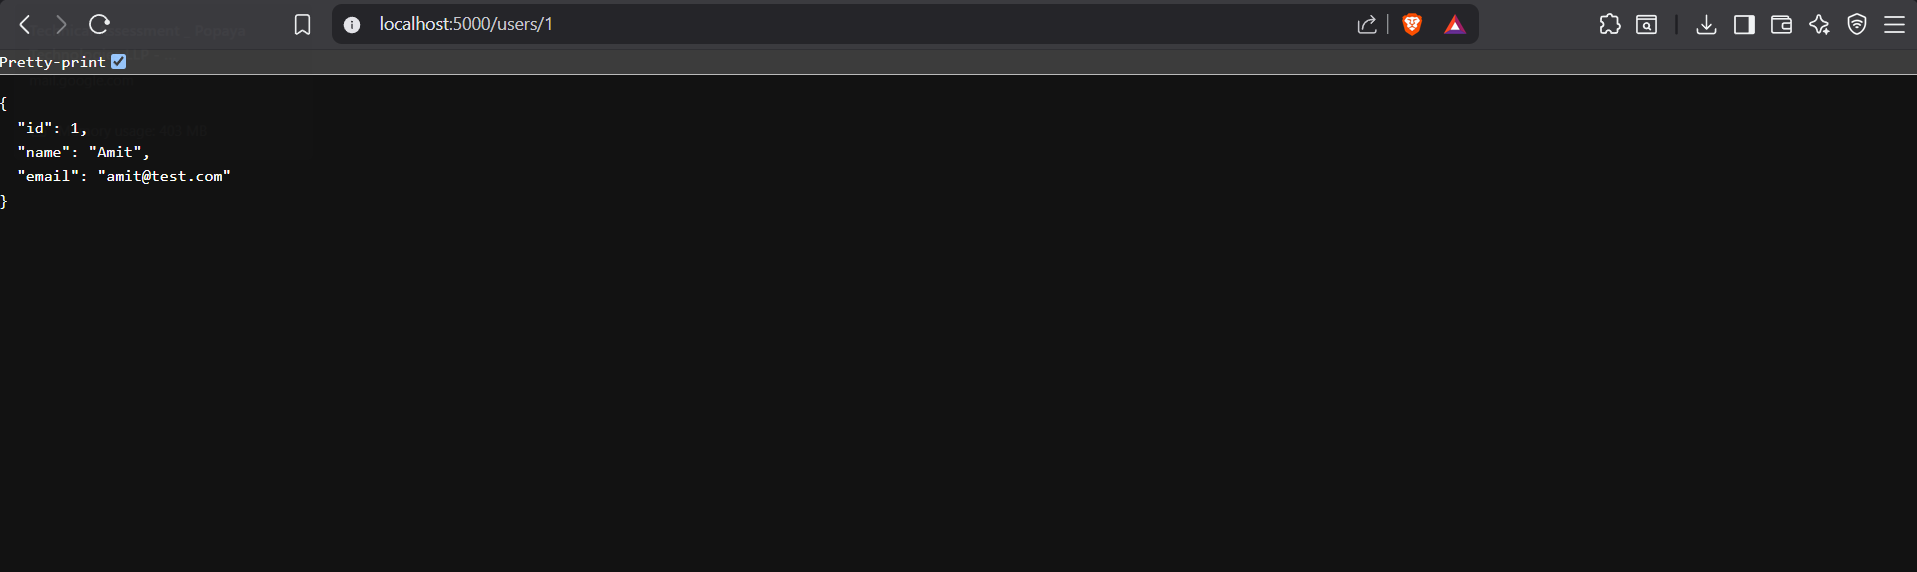 localhost:5000/users/1
Pretty-print
{
  "id": 1,
  "name": "Amit",
  "email": "amit@test.com"
}